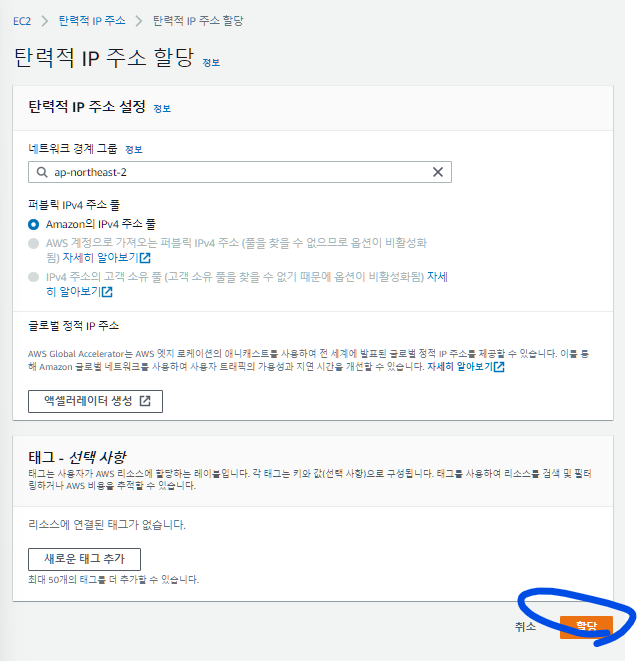 EC2 > 탄력적 IP 주소 > 탄력적 IP 주소 할당
탄력적 IP 주소 할당 정보
탄력적 IP 주소 설정 정보
네트워크 경계 그룹 정보
ap-northeast-2
퍼블릭 IPv4 주소 풀
Amazon의 IPv4 주소 풀
AWS 계정으로 가져오는 퍼블릭 IPv4 주소 (풀을 찾을 수 없으므로 옵션이 비활성화
됨) 자세히 알아보기
IPv4 주소의 고객 소유 풀 (고객 소유 풀을 찾을 수 없기 때문에 옵션이 비활성화됨) 자세
히 알아보기
글로벌 정적 IP 주소
AWS Global Accelerator는 AWS 엣지 로케이션의 애니캐스트를 사용하여 전 세계에 발표된 글로벌 정적 IP 주소를 제공할 수 있습니다. 이를 통
해 Amazon 글로벌 네트워크를 사용하여 사용자 트래픽의 가용성과 지연 시간을 개선할 수 있습니다. 자세히 알아보기
액셀러레이터 생성
태그 - 선택 사항
태그는 사용자가 AWS 리소스에 할당하는 레이블입니다. 각 태그는 키와 값(선택 사항)으로 구성됩니다. 태그를 사용하여 리소스를 검색 및 필터
링하거나 AWS 비용을 추적할 수 있습니다.
리소스에 연결된 태그가 없습니다.
새로운 태그 추가
최대 50개의 태그를 더 추가할 수 있습니다.
취소 할당